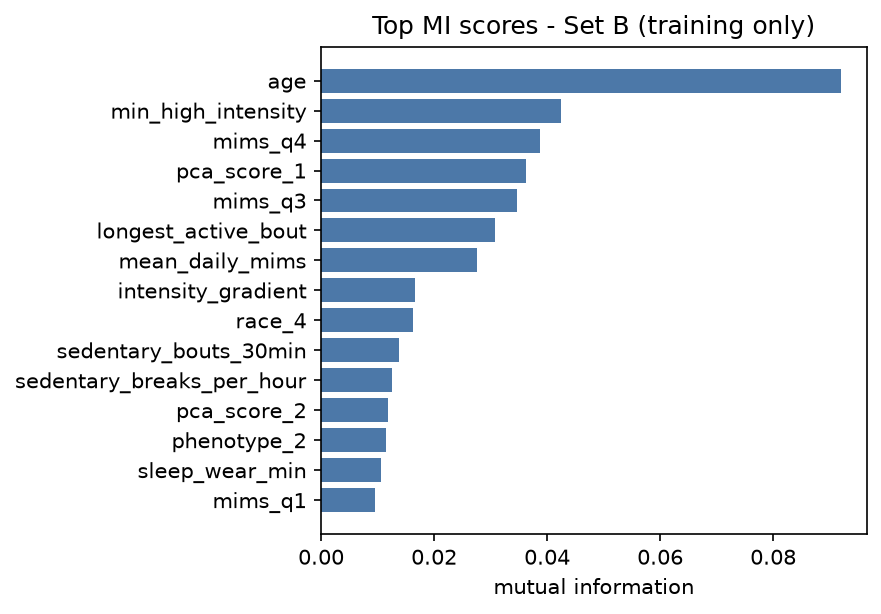 Top MI scores - Set B (training only)
age
min_high_intensity
mims_q4
pca_score_1
mims_q3
longest_active_bout
mean_daily_mims
intensity_gradient
race_4
sedentary_bouts_30min
sedentary_breaks_per_hour
pca_score_2
phenotype_2
sleep_wear_min
mims_q1
0.00 0.02 0.04 0.06 0.08
mutual information